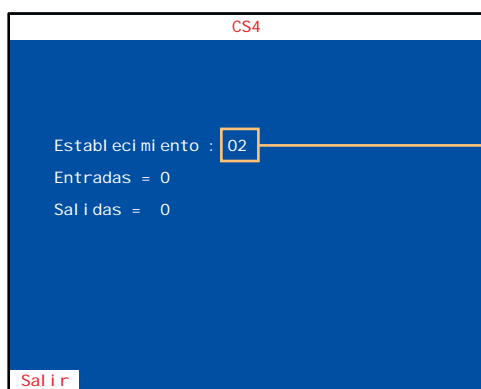 CS4
Establecimiento : 02
Entradas = 0
Salidas = 0
Salir